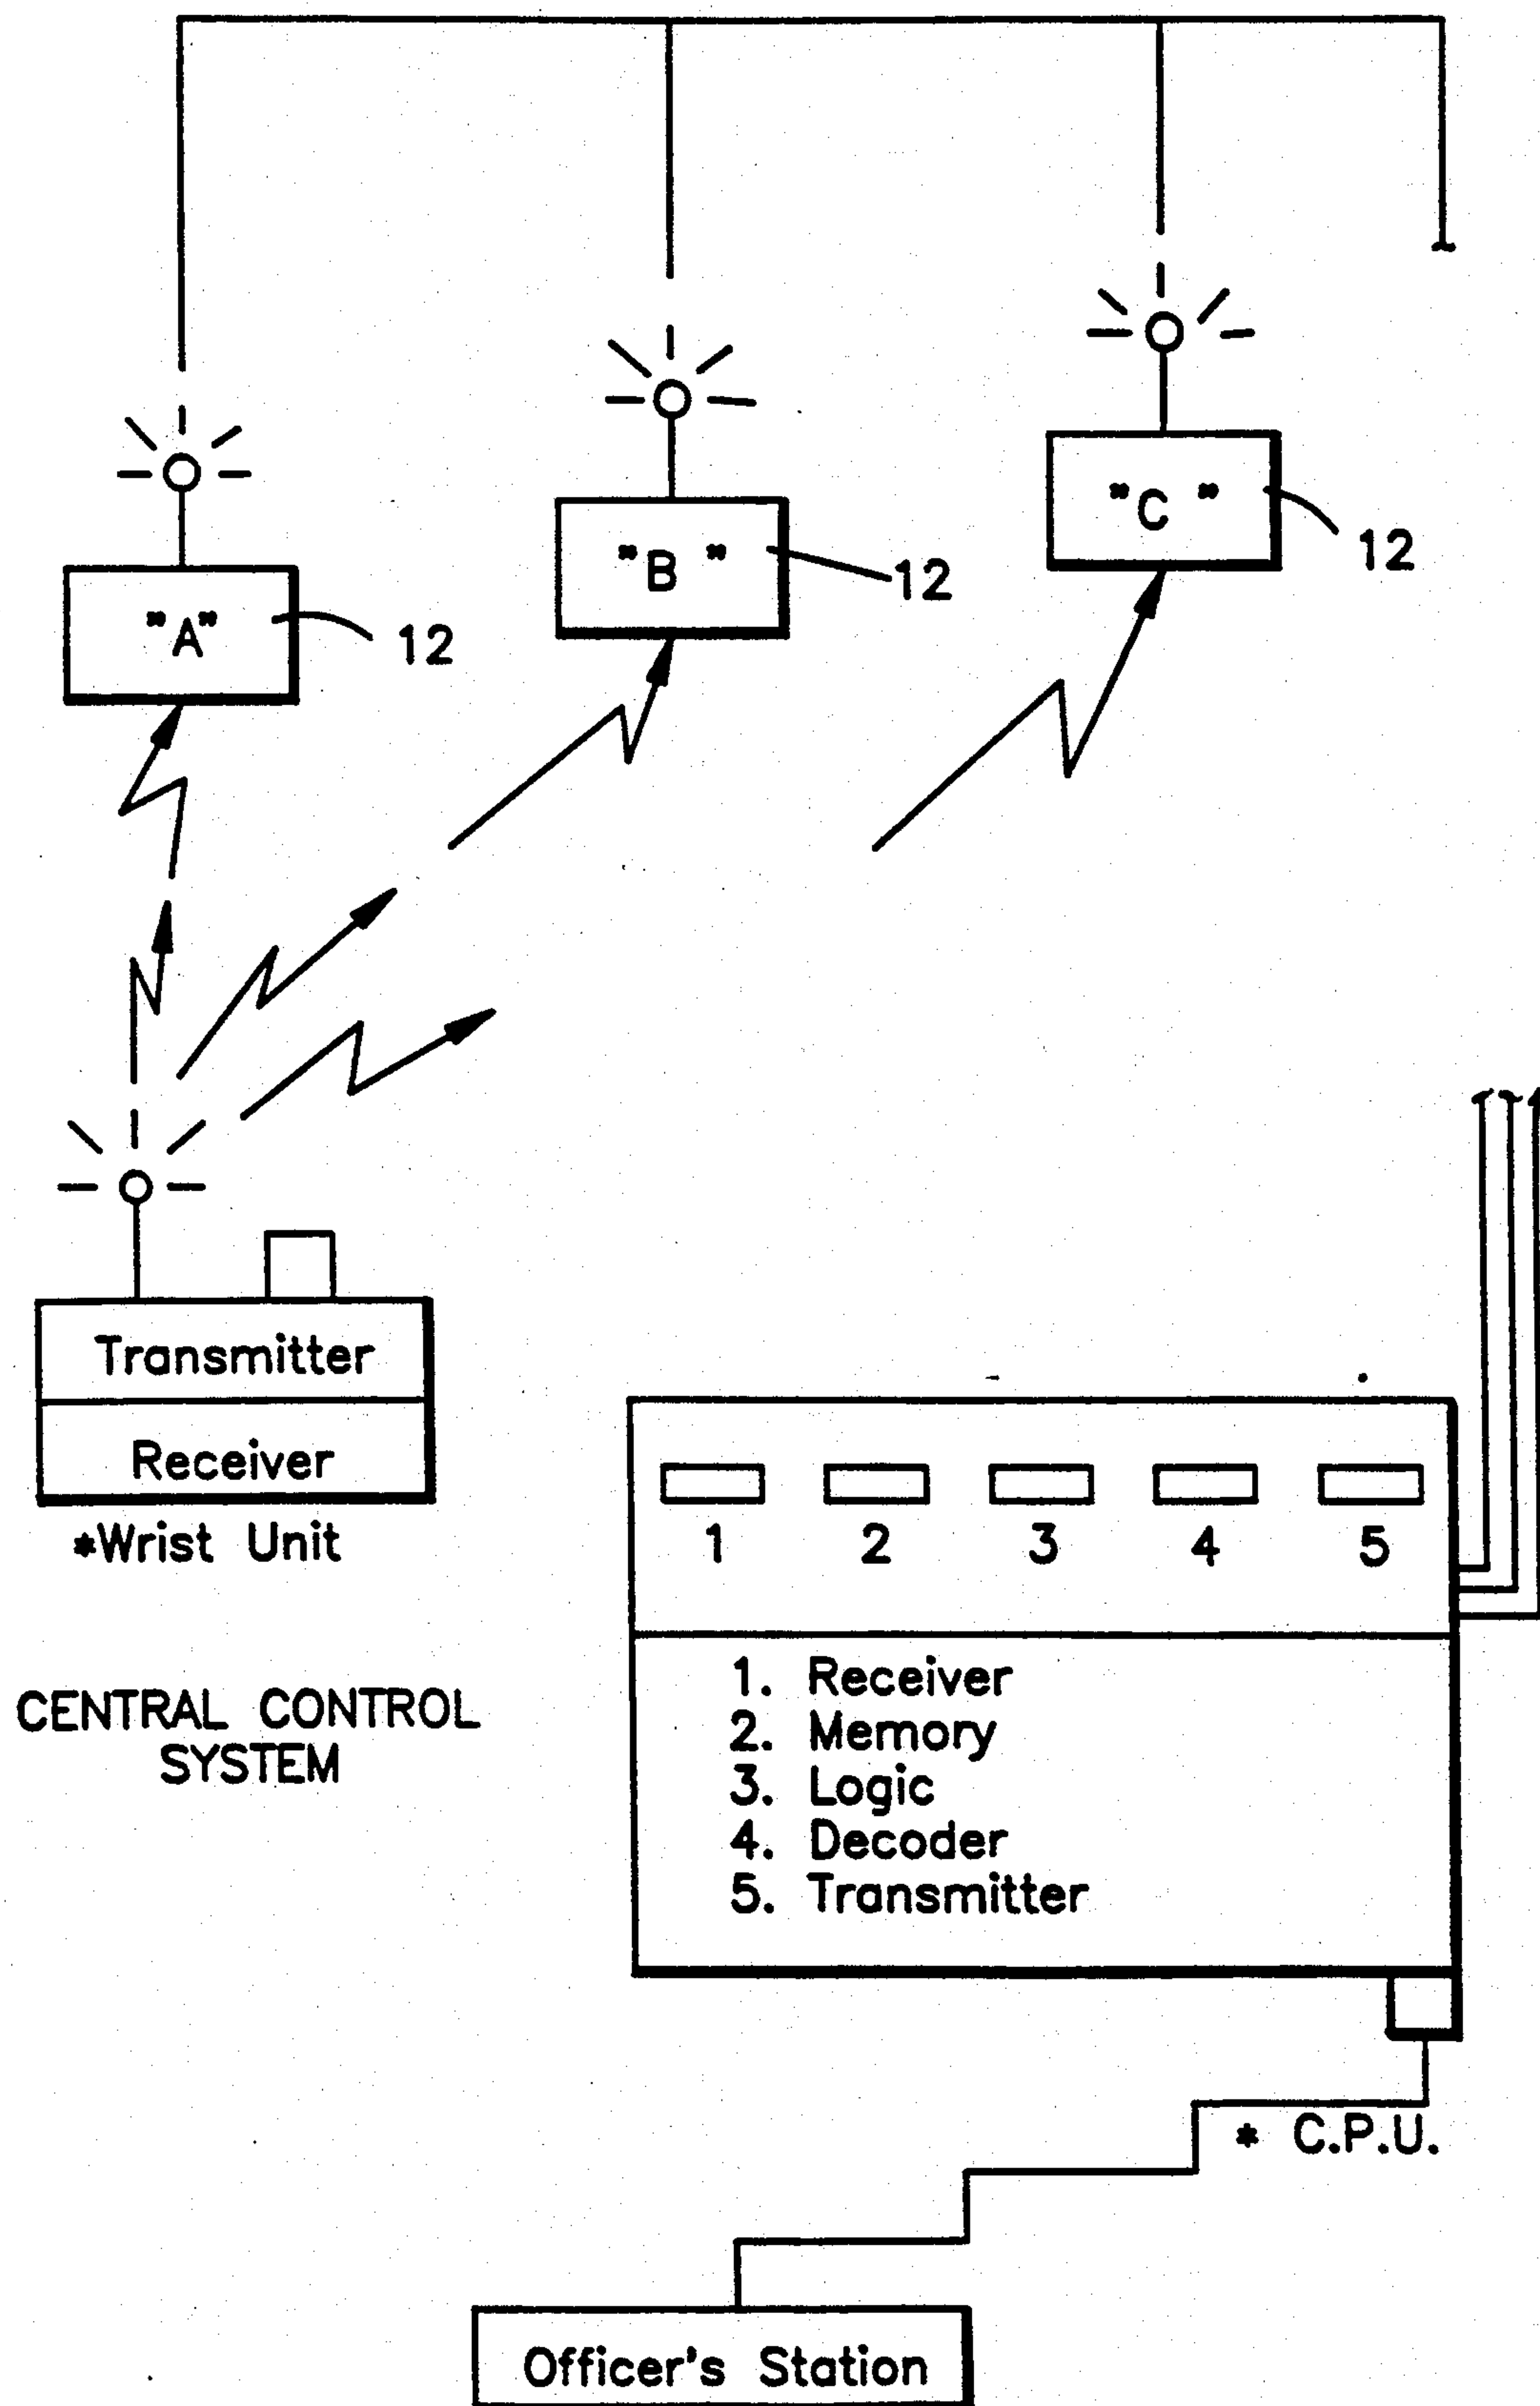 "C"
12
"B"
12
"A"
12
Transmitter
Receiver
*Wrist Unit
1 2 3 4 5
CENTRAL CONTROL
SYSTEM
1. Receiver
2. Memory
3. Logic
4. Decoder
5. Transmitter
* C.P.U.
Officer's Station